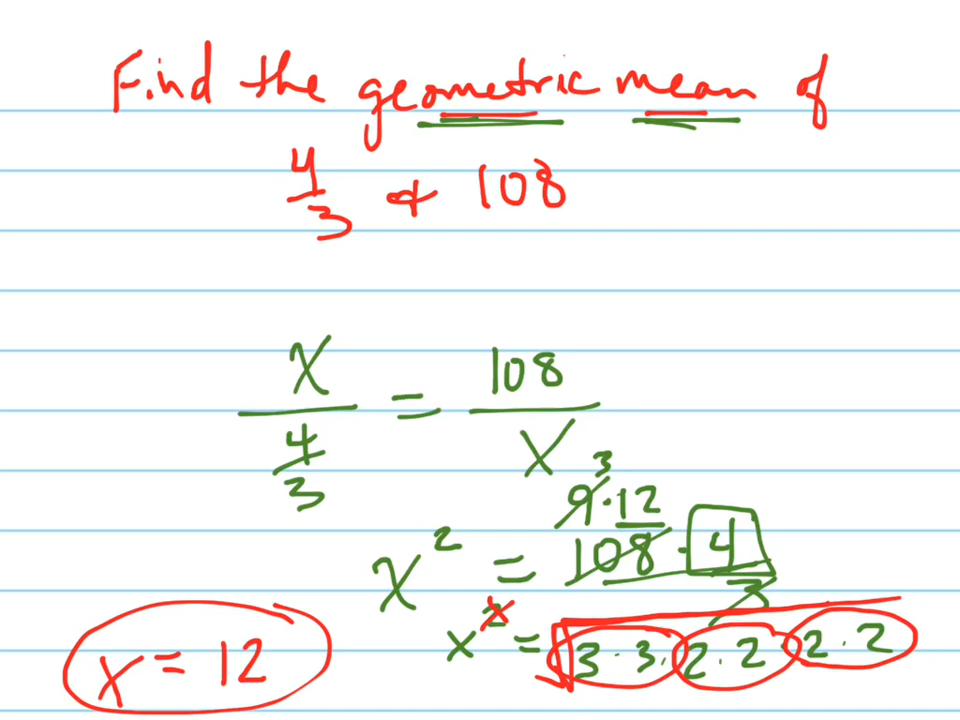 Find the geometric mean of
4/3 & 108
x/(4/3) = 108/x
3
9·12
x² = 108 · 4/3
x² = √3·3·2·2·2·2
x = 12